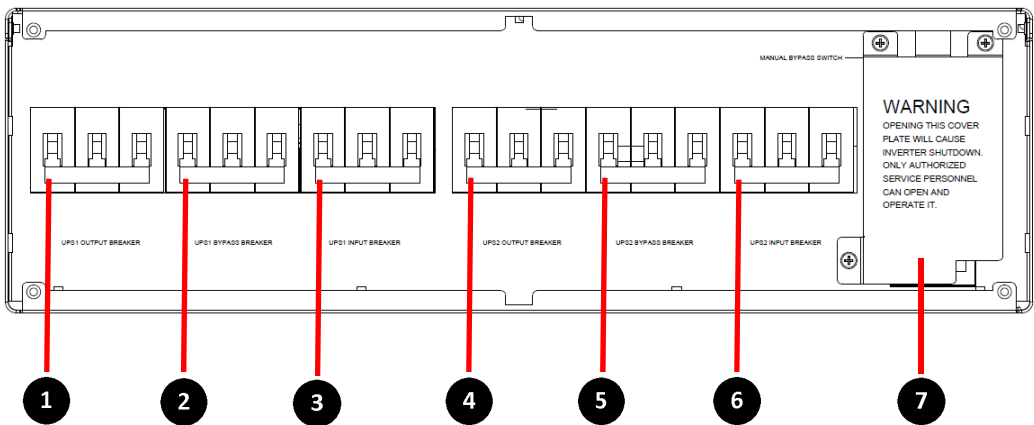 MANUAL BYPASS SWITCH
WARNING
OPENING THIS COVER
PLATE WILL CAUSE
INVERTER SHUTDOWN.
ONLY AUTHORIZED
SERVICE PERSONNEL
CAN OPEN AND
OPERATE IT.
UPS1 OUTPUT BREAKER
UPS1 BYPASS BREAKER
UPS1 INPUT BREAKER
UPS2 OUTPUT BREAKER
UPS2 BYPASS BREAKER
UPS2 INPUT BREAKER
1
2
3
4
5
6
7